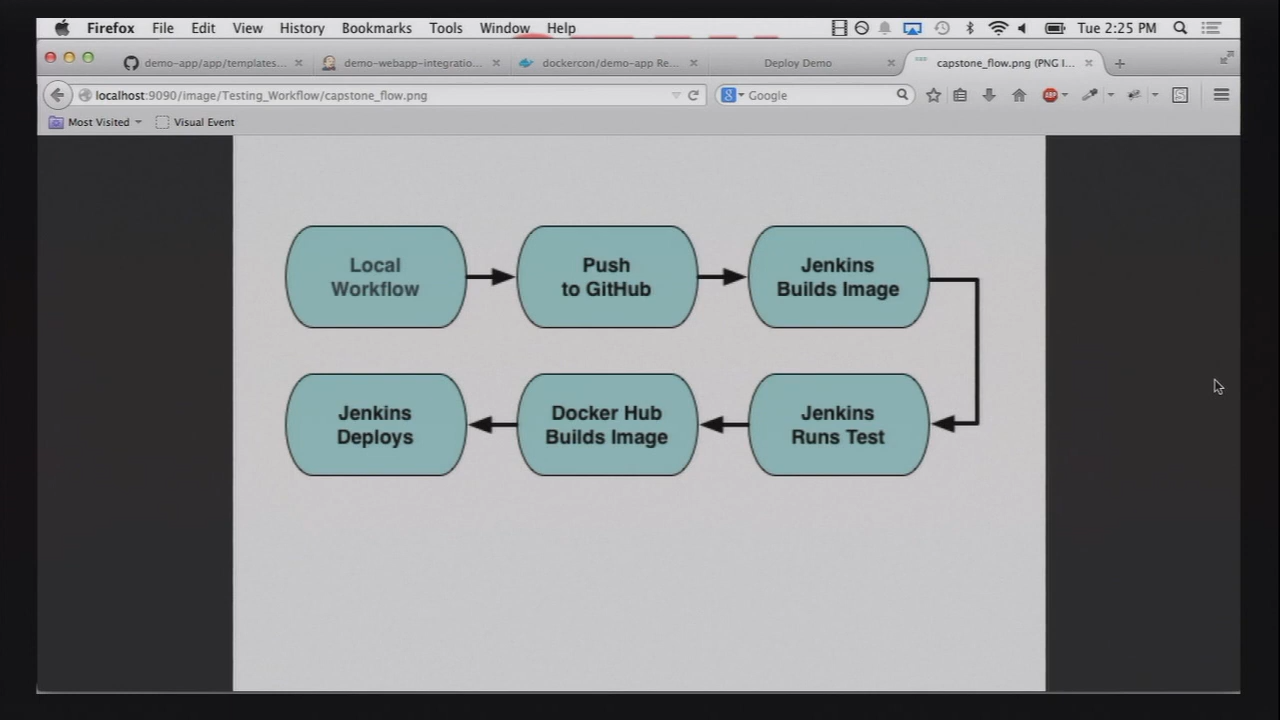 Firefox File Edit View History Bookmarks Tools Window Help Tue 2:25 PM
demo-app/app/templates... demo-webapp-integratio... dockercon/demo-app Re... Deploy Demo capstone_flow.png (PNG I...
localhost:9090/image/Testing_Workflow/capstone_flow.png Google
Most Visited Visual Event
Local
Workflow
Push
to GitHub
Jenkins
Builds Image
Jenkins
Deploys
Docker Hub
Builds Image
Jenkins
Runs Test